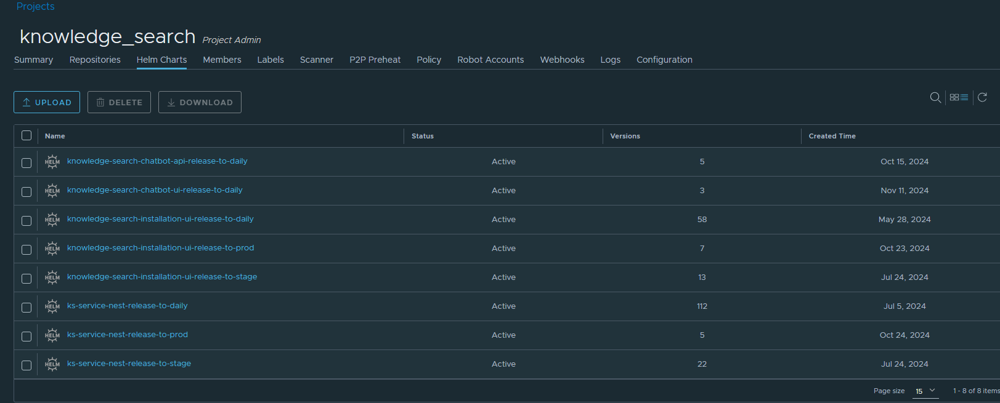 Projects
knowledge_search Project Admin
Summary Repositories Helm Charts Members Labels Scanner P2P Preheat Policy Robot Accounts Webhooks Logs Configuration
UPLOAD DELETE DOWNLOAD
Name Status Versions Created Time
HELM knowledge-search-chatbot-api-release-to-daily Active 5 Oct 15, 2024
HELM knowledge-search-chatbot-ui-release-to-daily Active 3 Nov 11, 2024
HELM knowledge-search-installation-ui-release-to-daily Active 58 May 28, 2024
HELM knowledge-search-installation-ui-release-to-prod Active 7 Oct 23, 2024
HELM knowledge-search-installation-ui-release-to-stage Active 13 Jul 24, 2024
HELM ks-service-nest-release-to-daily Active 112 Jul 5, 2024
HELM ks-service-nest-release-to-prod Active 5 Oct 24, 2024
HELM ks-service-nest-release-to-stage Active 22 Jul 24, 2024
Page size 15 1 - 8 of 8 items